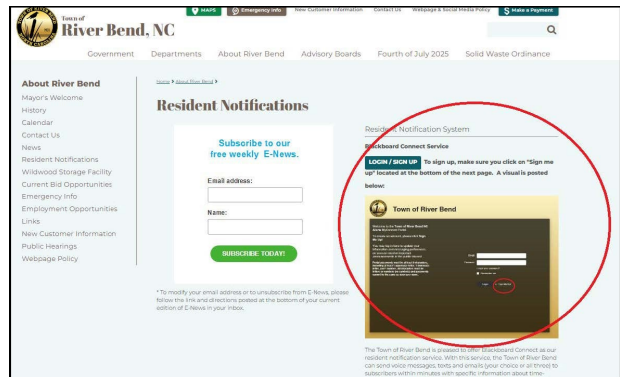 MAPS
Emergency Info
New Customer Information
Contact Us
Webpage & Social Media Policy
$ Make a Payment
Town of
River Bend, NC
Government
Departments
About River Bend
Advisory Boards
Fourth of July 2025
Solid Waste Ordinance
About River Bend
Mayor's Welcome
History
Calendar
Contact Us
News
Resident Notifications
Wildwood Storage Facility
Current Bid Opportunities
Emergency Info
Employment Opportunities
Links
New Customer Information
Public Hearings
Webpage Policy
Home > About River Bend >
Resident Notifications
Subscribe to our
free weekly E-News.
Email address:
Name:
SUBSCRIBE TODAY!
* To modify your email address or to unsubscribe from E-News, please
follow the link and directions posted at the bottom of your current
edition of E-News in your inbox.
Resident Notification System
Blackboard Connect Service
LOGIN / SIGN UP To sign up, make sure you click on "Sign me
up" located at the bottom of the next page. A visual is posted
below:
Town of River Bend
The Town of River Bend is pleased to offer Blackboard Connect as our
resident notification service. With this service, the Town of River Bend
can send voice messages, texts and emails (your choice or all three) to
subscribers within minutes with specific information about time-